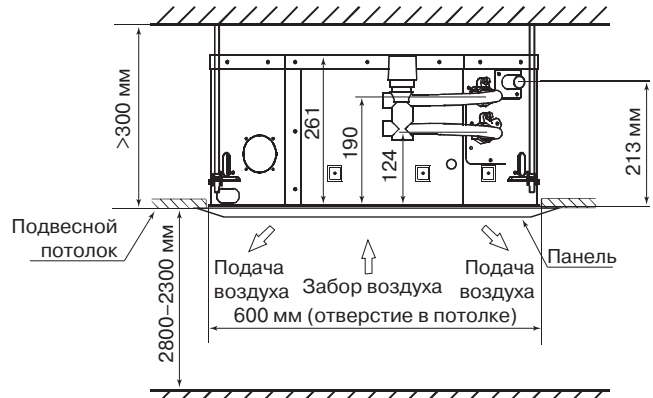 >300 мм
261
190
124
213 мм
Подвесной
потолок
2800–2300 мм
Подача
воздуха
Забор воздуха
Подача
воздуха
Панель
600 мм (отверстие в потолке)